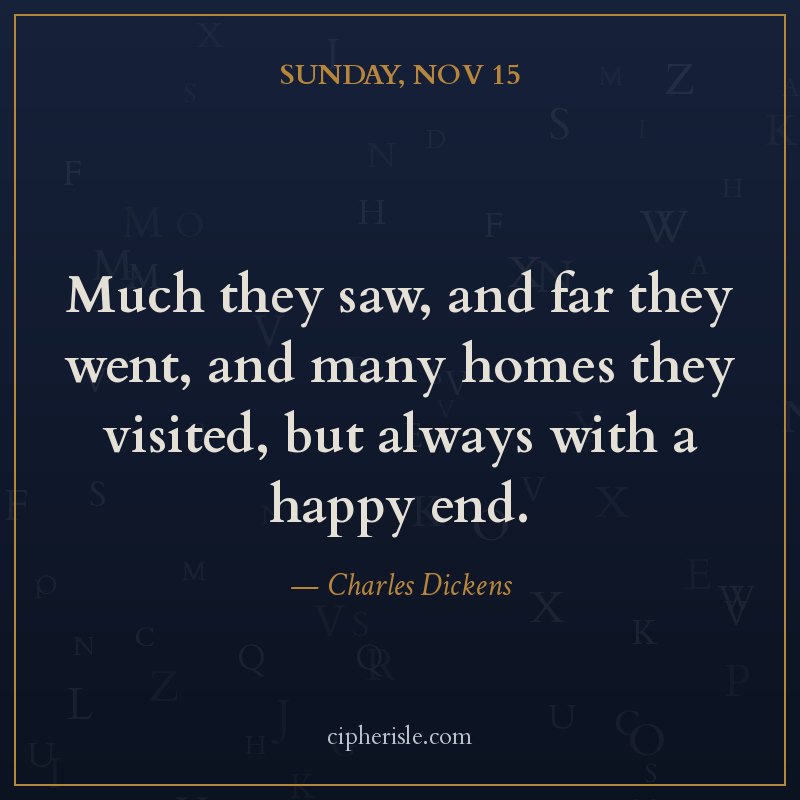 SUNDAY, NOV 15
Much they saw, and far they
went, and many homes they
visited, but always with a
happy end.
— Charles Dickens
cipherisle.com